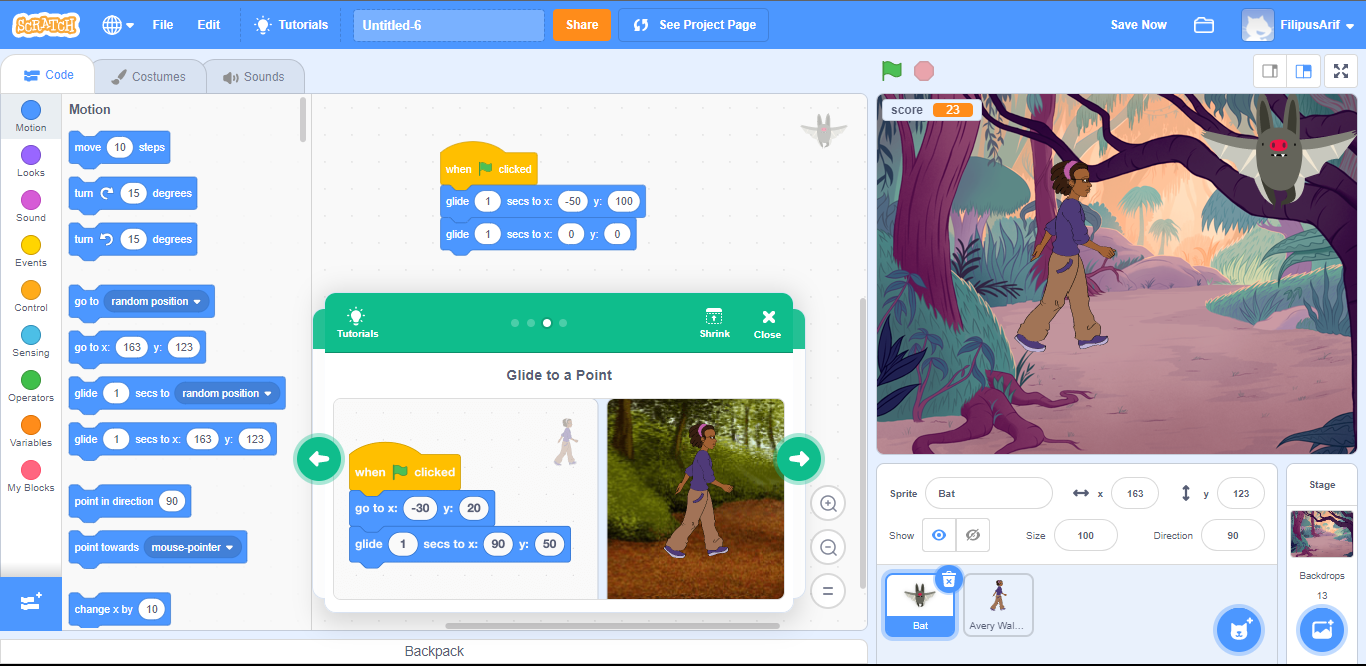 SCRATCH
File
Edit
Tutorials
Untitled-6
Share
See Project Page
Save Now
FilipusArif
Code
Costumes
Sounds
Motion
Looks
Sound
Events
Control
Sensing
Operators
Variables
My Blocks
Motion
move 10 steps
turn 15 degrees
turn 15 degrees
go to random position
go to x: 163 y: 123
glide 1 secs to random position
glide 1 secs to x: 163 y: 123
point in direction 90
point towards mouse-pointer
change x by 10
when clicked
glide 1 secs to x: -50 y: 100
glide 1 secs to x: 0 y: 0
Tutorials
Shrink
Close
Glide to a Point
when clicked
go to x: -30 y: 20
glide 1 secs to x: 90 y: 50
Backpack
score 23
Sprite Bat x 163 y 123
Show Size 100 Direction 90
Bat
Avery Wal...
Stage
Backdrops
13